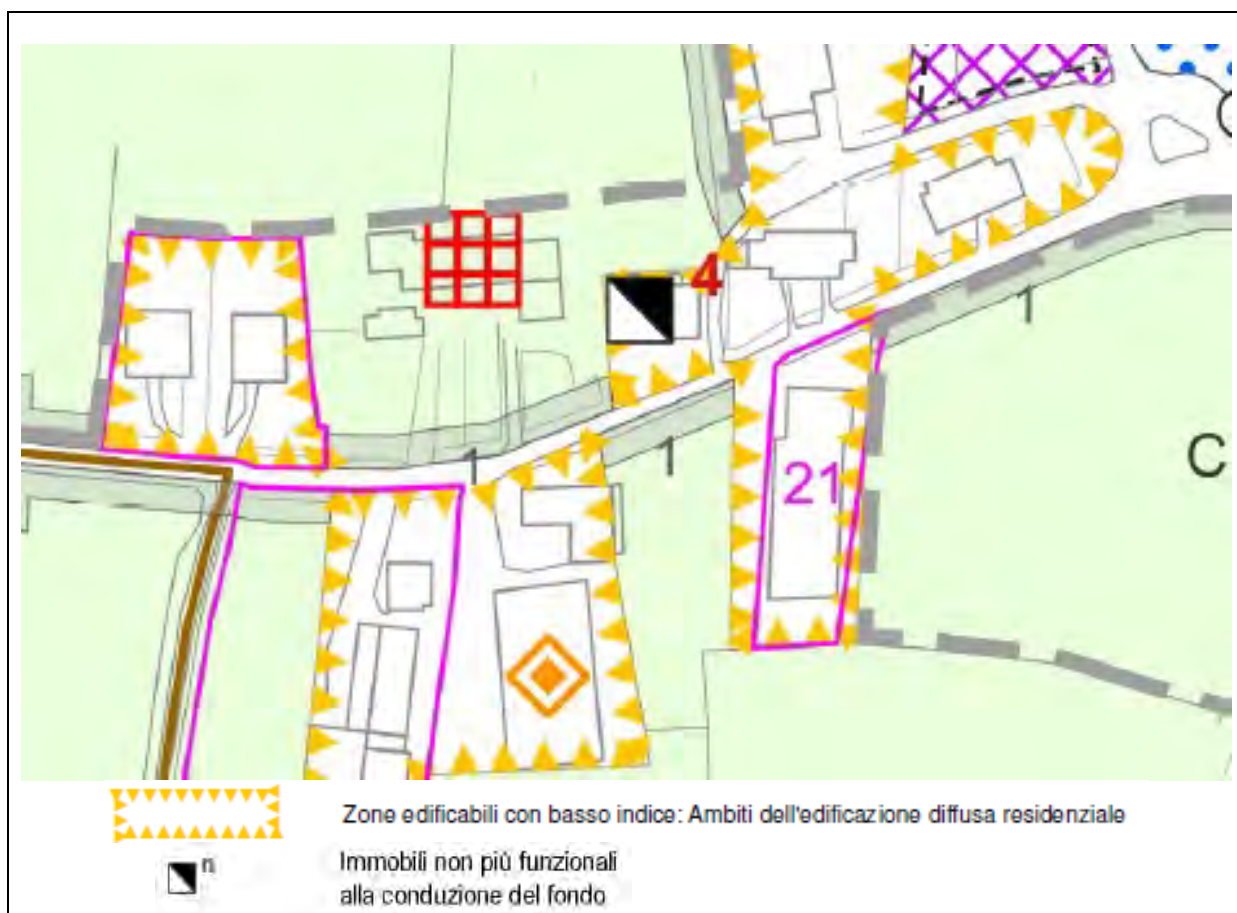 4
1
C
1
1
21
Zone edificabili con basso indice: Ambiti dell'edificazione diffusa residenziale
n
Immobili non più funzionali
alla conduzione del fondo